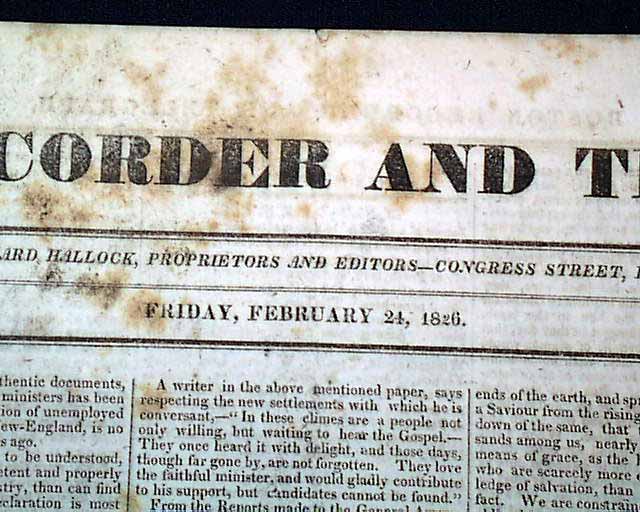 CORDER AND T
ARD HALLOCK, PROPRIETORS AND EDITORS—CONGRESS STREET,
FRIDAY, FEBRUARY 24, 1826.
thentic documents,
ministers has been
tion of unemployed
New-England, is no
s ago.
to be understood,
etent and properly
stry, than can find
eclaration is most
A writer in the above mentioned paper, says
respecting the new settlements with which he is
conversant,—"In these climes are a people not
only willing, but waiting to hear the Gospel.—
They once heard it with delight, and those days,
though far gone by, are not forgotten. They love
the faithful minister, and would gladly contribute
to his support, but candidates cannot be found."
From the Reports made to the General
ends of the earth, and spr
a Saviour from the rising
down of the same, that
sands among us, nearly
means of grace, as the
who are scarcely more
ledge of salvation, than
fact. We are constrain